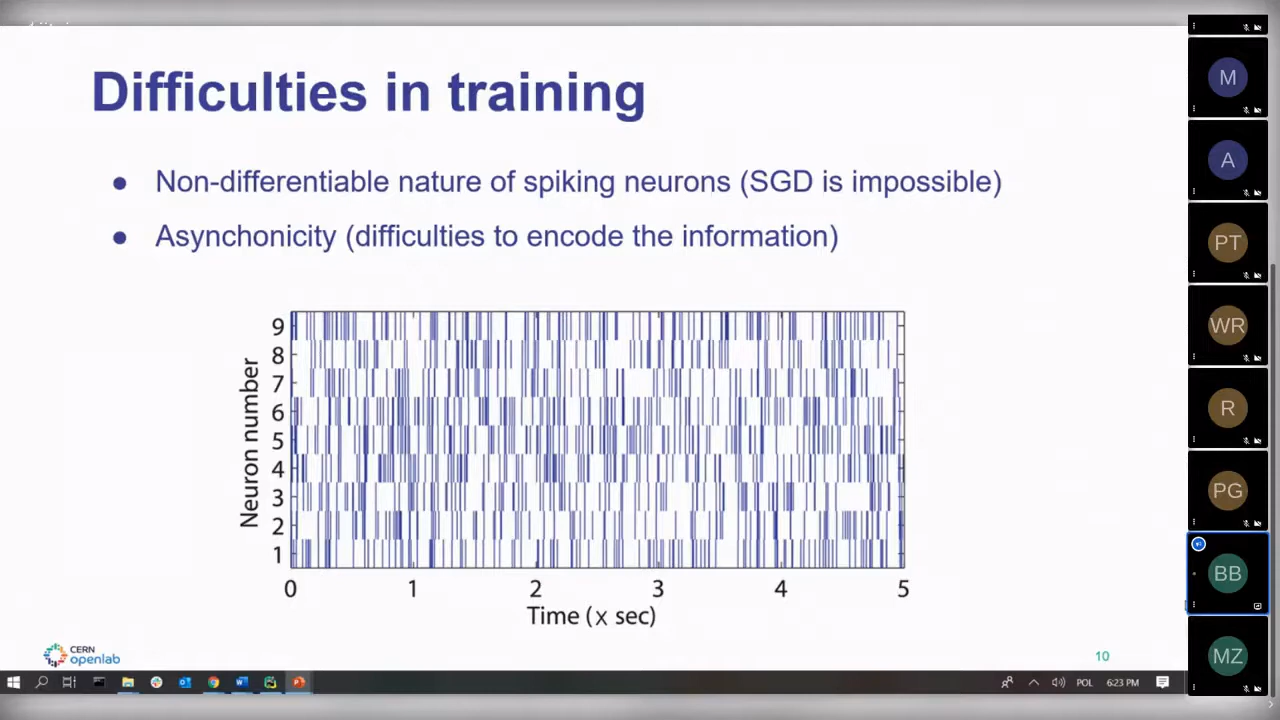 Difficulties in training
● Non-differentiable nature of spiking neurons (SGD is impossible)
● Asynchonicity (difficulties to encode the information)
Neuron number
9
8
7
6
5
4
3
2
1
0 1 2 3 4 5
Time (x sec)
CERN
openlab
10
POL 6:23 PM
M
A
PT
WR
R
PG
BB
MZ